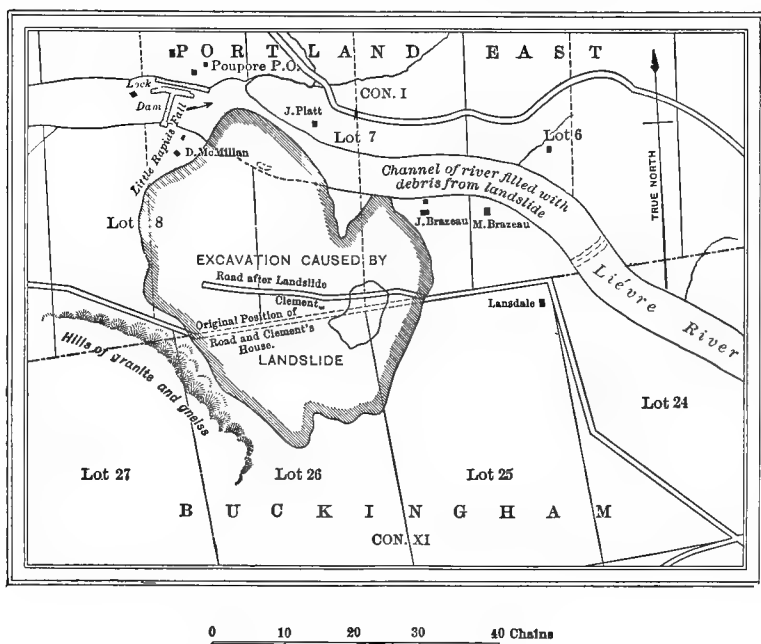 PORTLAND EAST
Poupore P.O.
Lock
Dam
CON. I
J. Platt
Lot 7
Lot 6
Little Rapids Fall
D. McMillan
Channel of river filled with
debris from landslide
TRUE NORTH
J. Brazeau
M. Brazeau
Lot 8
EXCAVATION CAUSED BY
Road after Landslide
Clement
Original Position of
Road and Clement's
House.
LANDSLIDE
Lansdale
Liévre River
Hills of granite and gneiss
Lot 24
Lot 27
Lot 26
Lot 25
BUCKINGHAM
CON. XI
0 10 20 30 40 Chains